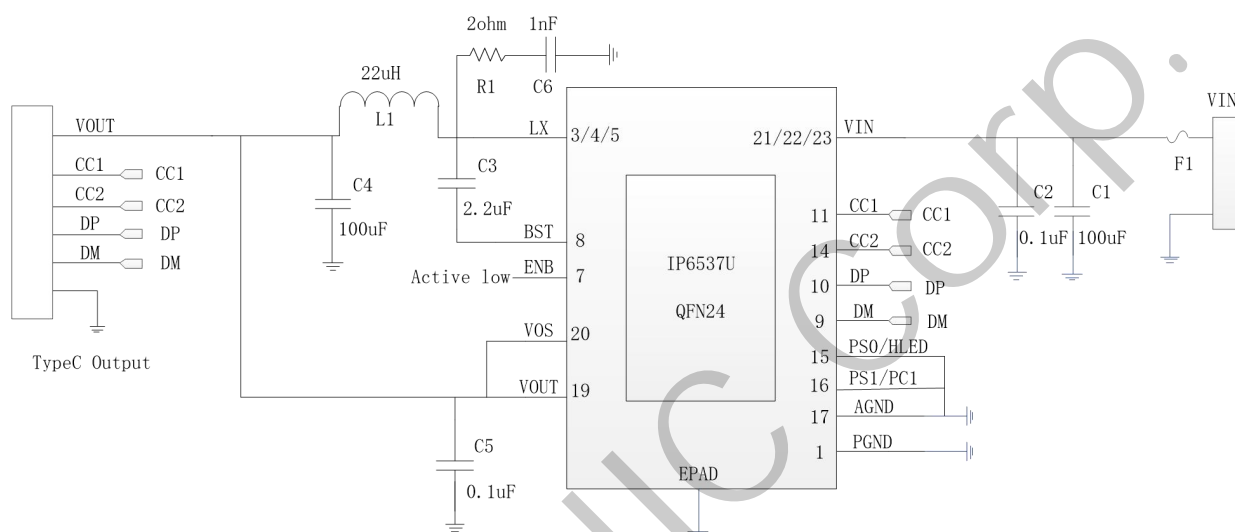 2ohm 1nF
R1 C6
22uH
L1
VOUT
CC1 CC1
CC2 CC2
DP DP
DM DM
TypeC Output
C4
100uF
C3
2.2uF
LX 3/4/5
BST 8
Active low ENB 7
VOS 20
VOUT 19
C5
0.1uF
IP6537U
QFN24
EPAD
21/22/23 VIN
11 CC1 CC1
14 CC2 CC2
10 DP DP
9 DM DM
15 PS0/HLED
16 PS1/PC1
17 AGND
1 PGND
C2 C1
0.1uF 100uF
F1
VIN
Corp.